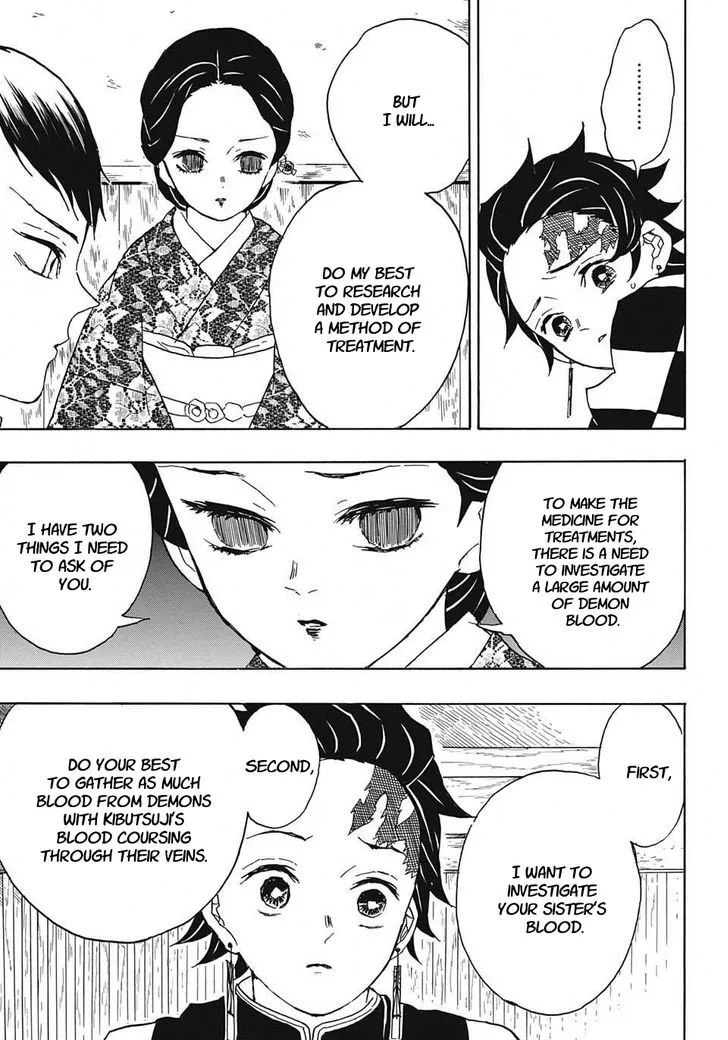 .........
BUT
I WILL...
DO MY BEST
TO RESEARCH
AND DEVELOP
A METHOD OF
TREATMENT.
TO MAKE THE
MEDICINE FOR
TREATMENTS,
THERE IS A NEED
TO INVESTIGATE
A LARGE AMOUNT
OF DEMON
BLOOD.
I HAVE TWO
THINGS I NEED
TO ASK OF
YOU.
FIRST,
I WANT TO
INVESTIGATE
YOUR SISTER'S
BLOOD.
SECOND,
DO YOUR BEST
TO GATHER AS MUCH
BLOOD FROM DEMONS
WITH KIBUTSUJI'S
BLOOD COURSING
THROUGH THEIR VEINS.